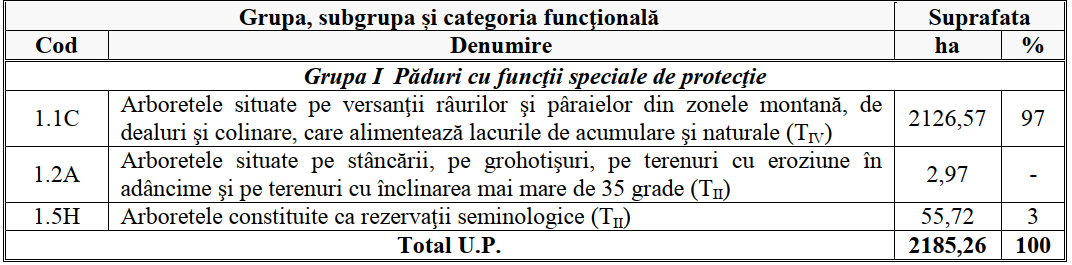 Grupa, subgrupa și categoria funcţională Suprafata
Cod Denumire ha %
Grupa I Păduri cu funcţii speciale de protecţie
1.1C Arboretele situate pe versanţii râurilor şi pâraielor din zonele montană, de
dealuri şi colinare, care alimentează lacurile de acumulare şi naturale (TIV) 2126,57 97
1.2A Arboretele situate pe stâncării, pe grohotişuri, pe terenuri cu eroziune în
adâncime şi pe terenuri cu înclinarea mai mare de 35 grade (TII) 2,97 -
1.5H Arboretele constituite ca rezervaţii seminologice (TII) 55,72 3
Total U.P. 2185,26 100